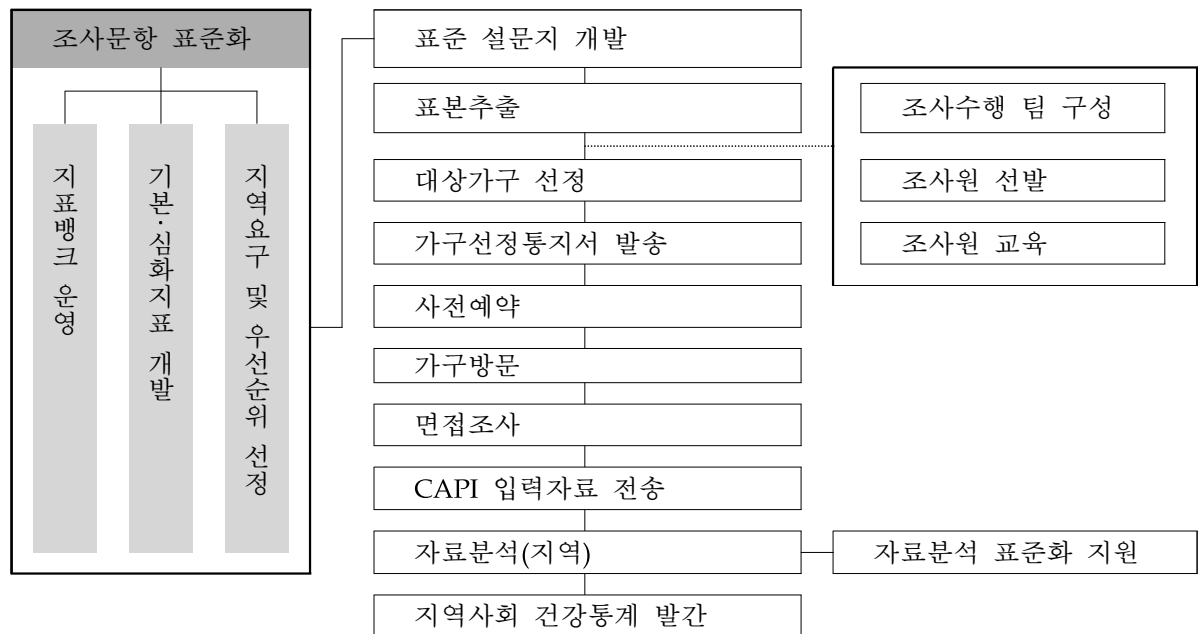 조사문항 표준화
지표뱅크 운영
기본·심화지표 개발
지역요구 및 우선순위 선정
표준 설문지 개발
표본추출
대상가구 선정
가구선정통지서 발송
사전예약
가구방문
면접조사
CAPI 입력자료 전송
자료분석(지역)
지역사회 건강통계 발간
조사수행 팀 구성
조사원 선발
조사원 교육
자료분석 표준화 지원